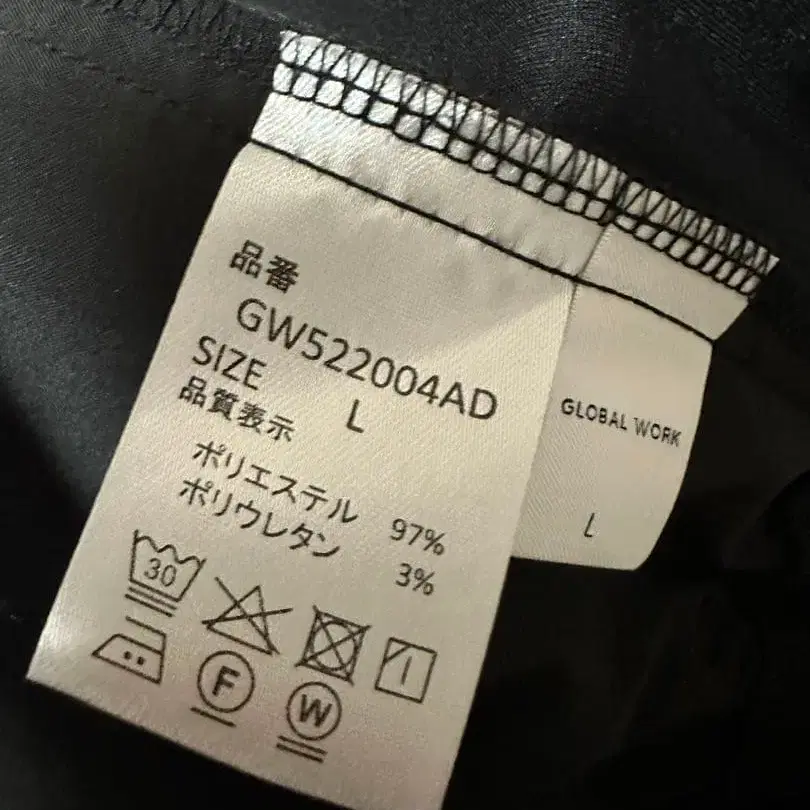 品番
GW522004AD
SIZE L
品質表示
ポリエステル 97%
ポリウレタン 3%
30
F
W
GLOBAL WORK
L